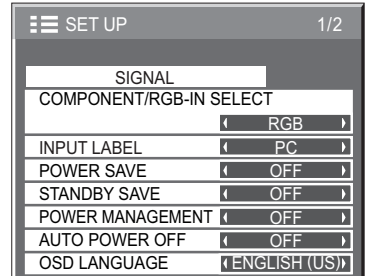 SET UP 1/2
SIGNAL
COMPONENT/RGB-IN SELECT
RGB
INPUT LABEL PC
POWER SAVE OFF
STANDBY SAVE OFF
POWER MANAGEMENT OFF
AUTO POWER OFF OFF
OSD LANGUAGE ENGLISH (US)